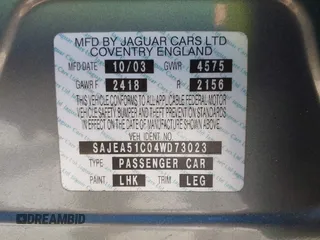 MFD BY JAGUAR CARS LTD
COVENTRY ENGLAND
MFD DATE 10/03 GVWR 4575
GAWR F 2418 R 2156
THIS VEHICLE CONFORMS TO ALL APPLICABLE FEDERAL MOTOR
VEHICLE SAFETY BUMPER AND THEFT PREVENTION STANDARDS
IN EFFECT ON THE DATE OF MANUFACTURE SHOWN ABOVE
VEH IDENT NO.
SAJEA51C04WD73023
TYPE PASSENGER CAR
PAINT LHK TRIM LEG
©DREAMBID